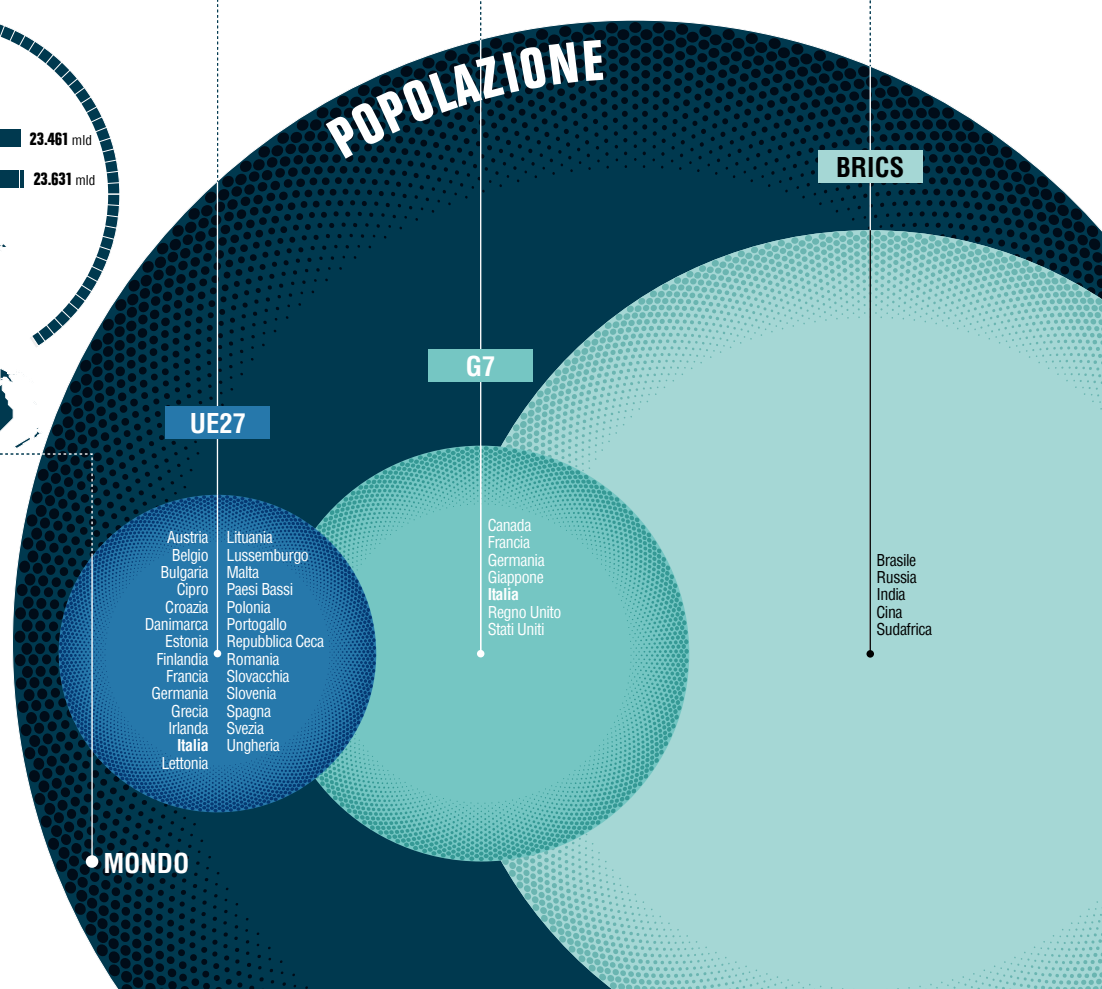 POPOLAZIONE
23.461 mld
23.631 mld
BRICS
G7
UE27
Austria
Belgio
Bulgaria
Cipro
Croazia
Danimarca
Estonia
Finlandia
Francia
Germania
Grecia
Irlanda
Italia
Lettonia
Lituania
Lussemburgo
Malta
Paesi Bassi
Polonia
Portogallo
Repubblica Ceca
Romania
Slovacchia
Slovenia
Spagna
Svezia
Ungheria
Canada
Francia
Germania
Giappone
Italia
Regno Unito
Stati Uniti
Brasile
Russia
India
Cina
Sudafrica
MONDO